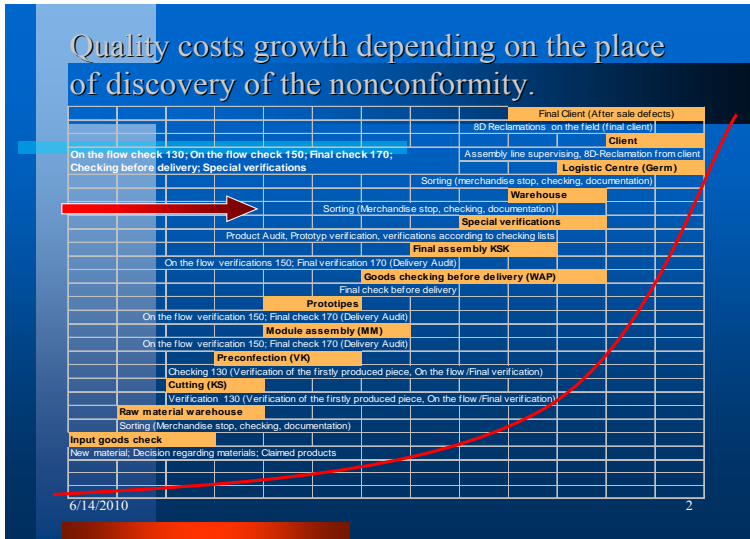 Quality costs growth depending on the place
of discovery of the nonconformity.
Final Client (After sale defects)
8D Reclamations on the field (final client)
Client
On the flow check 130; On the flow check 150; Final check 170;
Assembly line supervising, 8D-Reclamation from client
Checking before delivery; Special verifications
Logistic Centre (Germ)
Sorting (merchandise stop, checking, documentation)
Warehouse
Sorting (Merchandise stop, checking, documentation)
Special verifications
Product Audit, Prototyp verification, verifications according to checking lists
Final assembly KSK
On the flow verifications 150; Final verification 170 (Delivery Audit)
Goods checking before delivery (WAP)
Final check before delivery
Prototipes
On the flow verification 150; Final check 170 (Delivery Audit)
Module assembly (MM)
On the flow verification 150; Final check 170 (Delivery Audit)
Preconfection (VK)
Checking 130 (Verification of the firstly produced piece, On the flow /Final verification)
Cutting (KS)
Verification 130 (Verification of the firstly produced piece, On the flow /Final verification)
Raw material warehouse
Sorting (Merchandise stop, checking, documentation)
Input goods check
New material; Decision regarding materials; Claimed products
6/14/2010
2